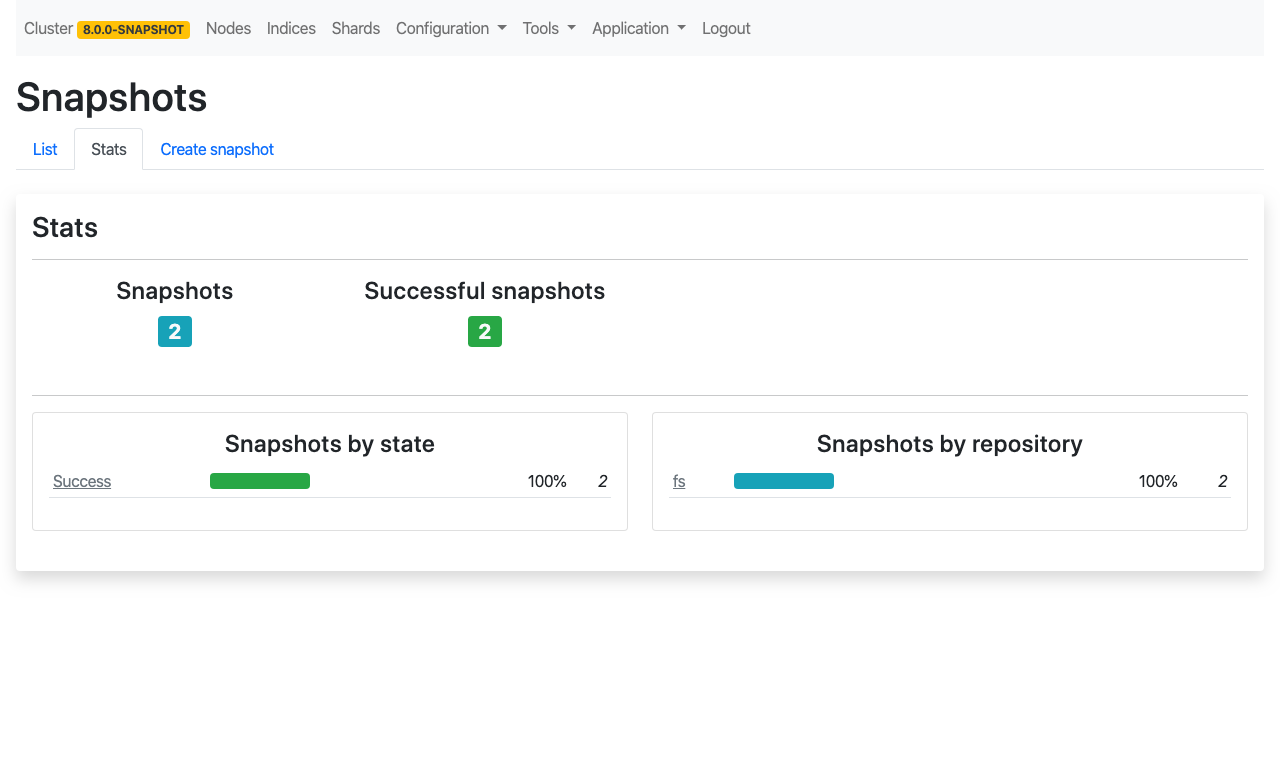 Cluster 8.0.0-SNAPSHOT Nodes Indices Shards Configuration Tools Application Logout
Snapshots
List Stats Create snapshot
Stats
Snapshots Successful snapshots
2 2
Snapshots by state
Success 100% 2
Snapshots by repository
fs 100% 2